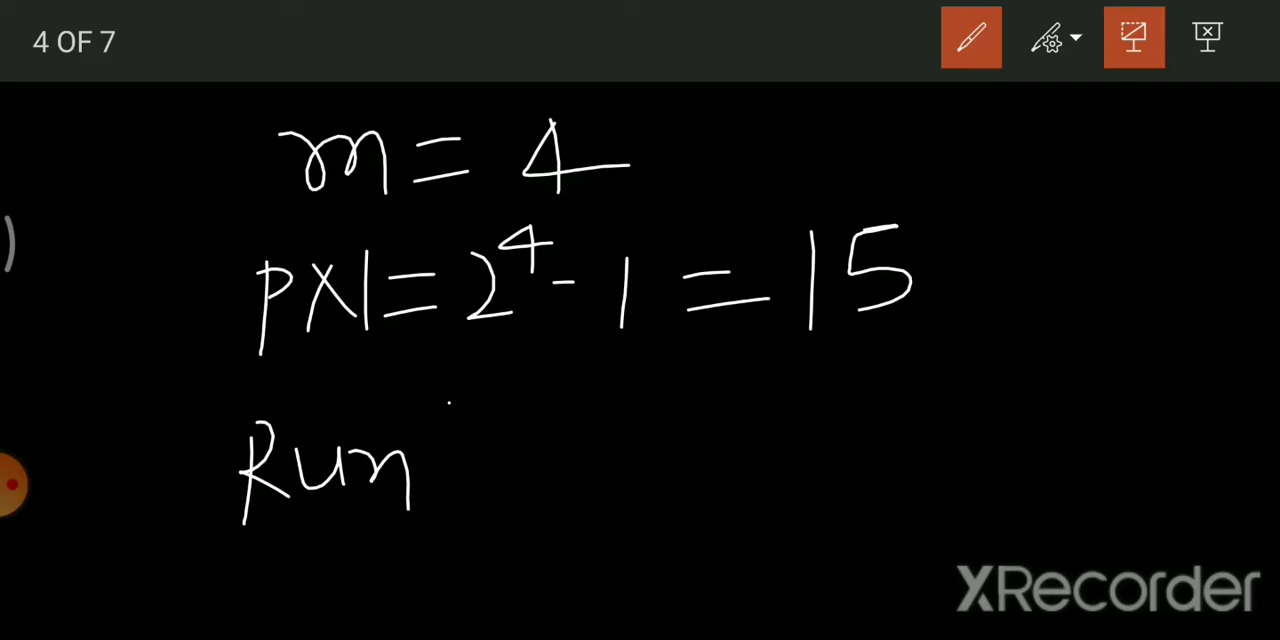 4 OF 7
m = 4
PN = 2⁴ - 1 = 15
Run
XRecorder